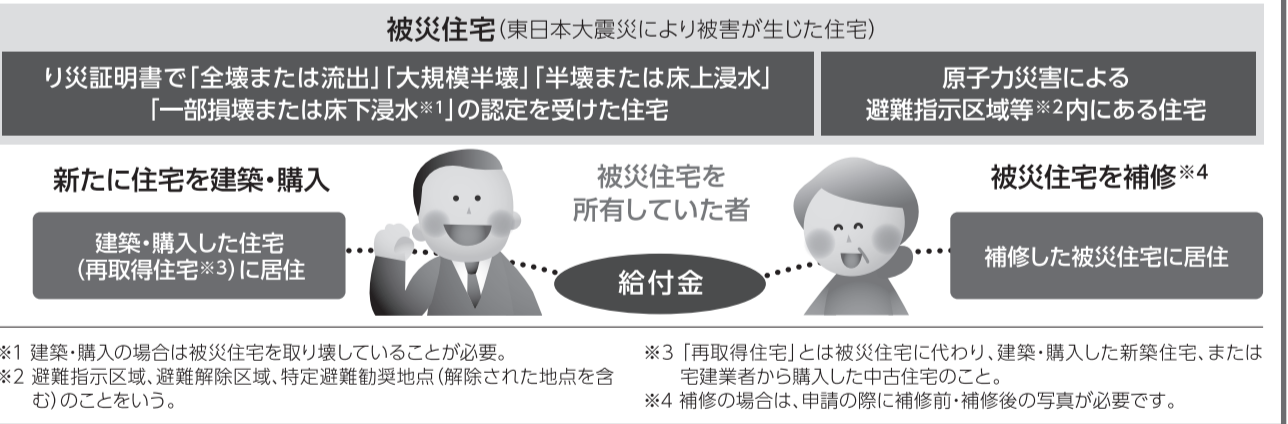 被災住宅(東日本大震災により被害が生じた住宅)
り災証明書で「全壊または流出」「大規模半壊」「半壊または床上浸水」
「一部損壊または床下浸水※1」の認定を受けた住宅
原子力災害による
避難指示区域等※2内にある住宅
新たに住宅を建築・購入
建築・購入した住宅
(再取得住宅※3)に居住
被災住宅を
所有していた者
給付金
被災住宅を補修※4
補修した被災住宅に居住
※1 建築・購入の場合は被災住宅を取り壊していることが必要。
※2 避難指示区域、避難解除区域、特定避難勧奨地点(解除された地点を含
む)のことをいう。
※3 「再取得住宅」とは被災住宅に代わり、建築・購入した新築住宅、または
宅建業者から購入した中古住宅のこと。
※4 補修の場合は、申請の際に補修前・補修後の写真が必要です。